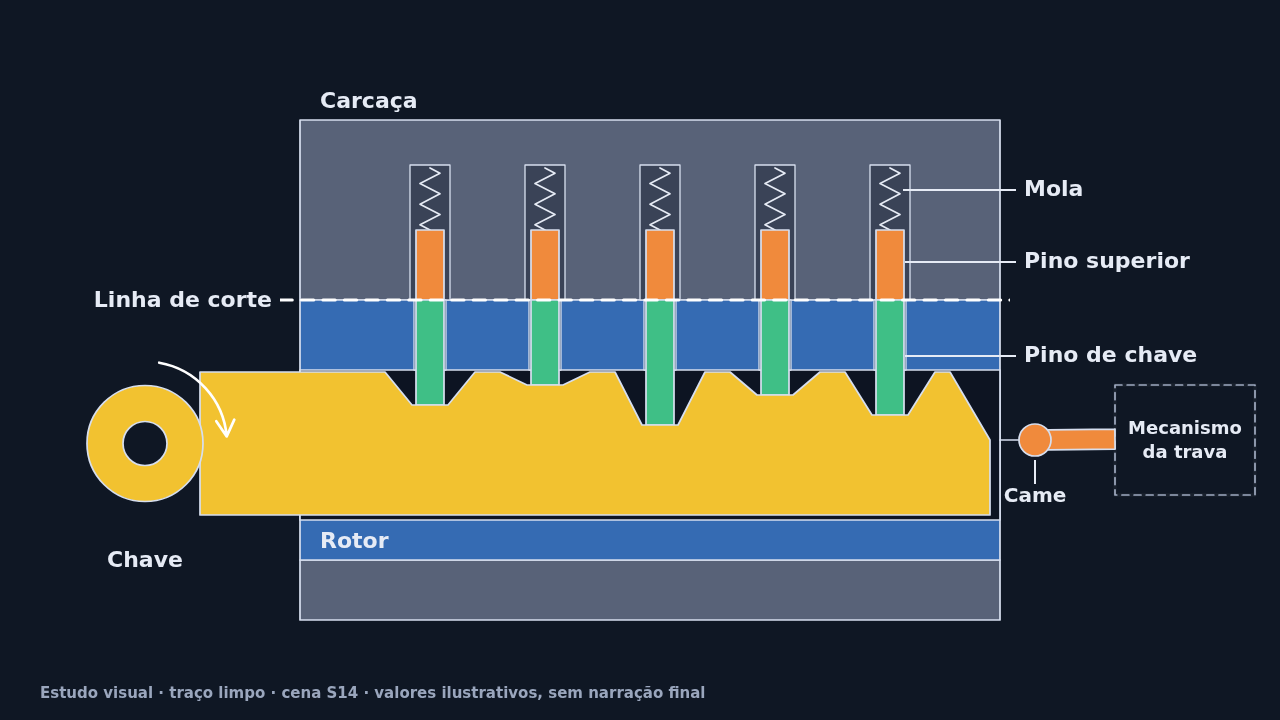 Carcaça
Mola
Pino superior
Linha de corte
Pino de chave
Mecanismo
da trava
Came
Rotor
Chave
Estudo visual · traço limpo · cena S14 · valores ilustrativos, sem narração final